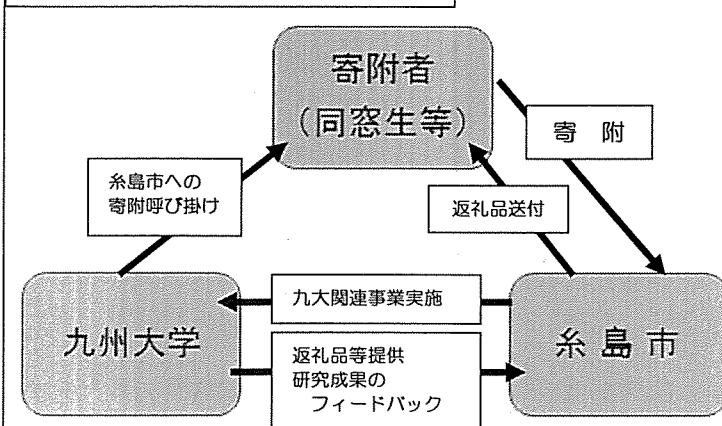 寄附者
（同窓生等）
寄　附
糸島市への
寄附呼び掛け
返礼品送付
九大関連事業実施
九州大学
糸島市
返礼品等提供
研究成果の
フィードバック